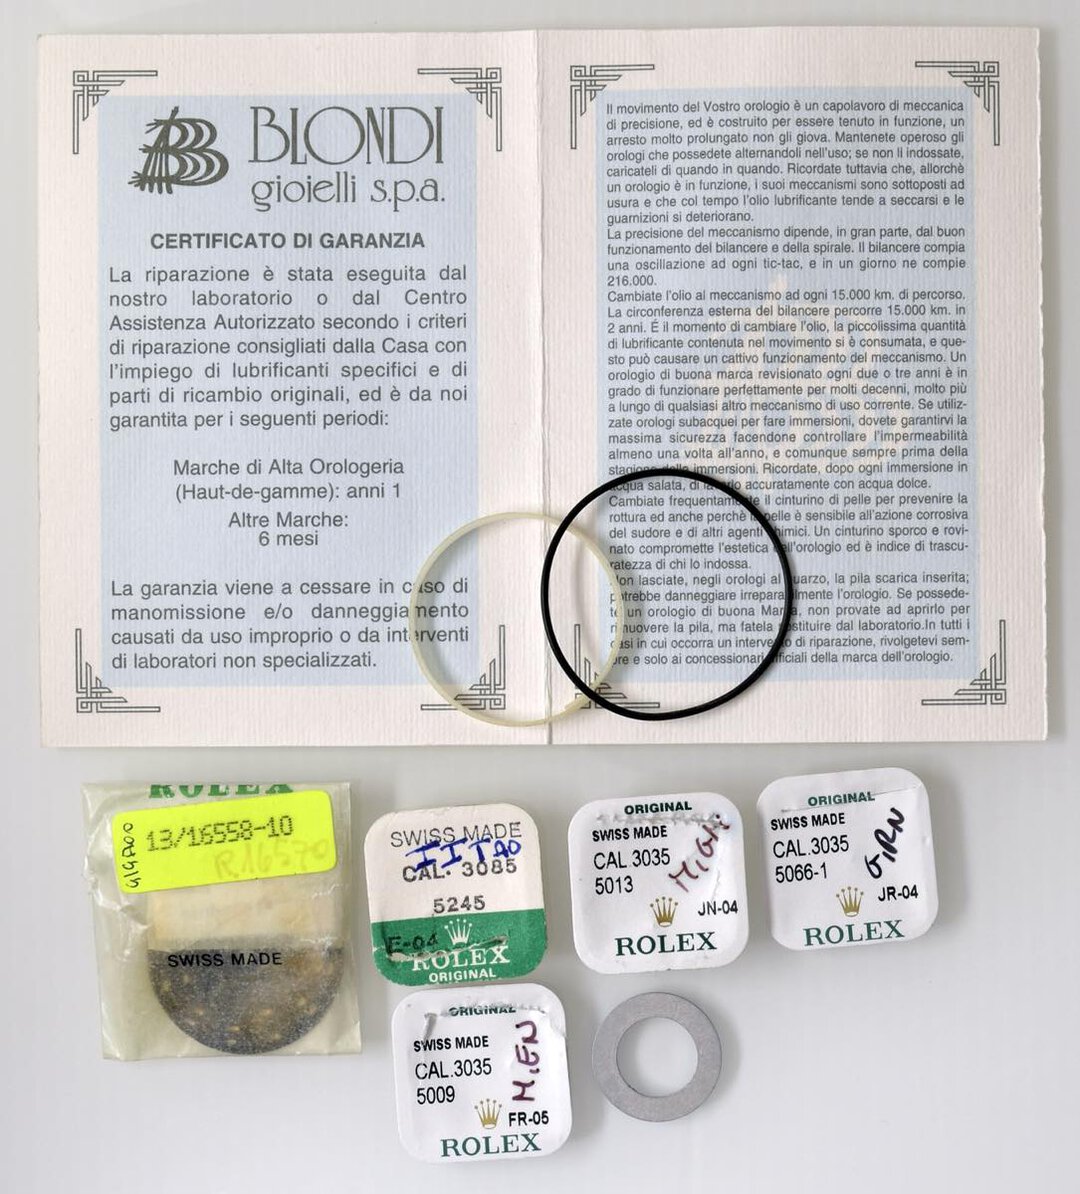 BIONDI
gioielli s.p.a.
CERTIFICATO DI GARANZIA
La riparazione è stata eseguita dal
nostro laboratorio o dal Centro
Assistenza Autorizzato secondo i criteri
di riparazione consigliati dalla Casa con
l'impiego di lubrificanti specifici e di
parti di ricambio originali, ed è da noi
garantita per i seguenti periodi:
Marche di Alta Orologeria
(Haut-de-gamme): anni 1
Altre Marche:
6 mesi
La garanzia viene a cessare in caso di
manomissione e/o danneggiamento
causati da uso improprio o da interventi
di laboratori non specializzati.
Il movimento del Vostro orologio è un capolavoro di meccanica
di precisione, ed è costruito per essere tenuto in funzione, un
arresto molto prolungato non gli giova. Mantenete operoso gli
orologi che possedete alternandoli nell'uso; se non li indossate,
caricateli di quando in quando. Ricordate tuttavia che, allorchè
un orologio è in funzione, i suoi meccanismi sono sottoposti ad
usura e che col tempo l'olio lubrificante tende a seccarsi e le
guarnizioni si deteriorano.
La precisione del meccanismo dipende, in gran parte, dal buon
funzionamento del bilancere e della spirale. Il bilancere compia
una oscillazione ad ogni tic-tac, e in un giorno ne compie
216.000.
Cambiate l'olio al meccanismo ad ogni 15.000 km. di percorso.
La circonferenza esterna del bilancere percorre 15.000 km. in
2 anni. É il momento di cambiare l'olio, la piccolissima quantità
di lubrificante contenuta nel movimento si è consumata, e que-
sto può causare un cattivo funzionamento del meccanismo. Un
orologio di buona marca revisionato ogni due o tre anni è in
grado di funzionare perfettamente per molti decenni, molto più
a lungo di qualsiasi altro meccanismo di uso corrente. Se utiliz-
zate orologi subacquei per fare immersioni, dovete garantirvi la
massima sicurezza facendone controllare l'impermeabilità
almeno una volta all'anno, e comunque sempre prima della
stagione delle immersioni. Ricordate, dopo ogni immersione in
acqua salata, di lavarlo accuratamente con acqua dolce.
Cambiate frequentamente il cinturino di pelle per prevenire la
rottura ed anche perchè la pelle è sensibile all'azione corrosiva
del sudore e di altri agenti chimici. Un cinturino sporco e rovi-
nato compromette l'estetica dell'orologio ed è indice di trascu-
ratezza di chi lo indossa.
Non lasciate, negli orologi al quarzo, la pila scarica inserita;
potrebbe danneggiare irreparabilmente l'orologio. Se possede-
te un orologio di buona Marca, non provate ad aprirlo per
rimuovere la pila, ma fatela sostituire dal laboratorio.In tutti i
casi in cui occorra un intervento di riparazione, rivolgetevi sem-
pre e solo ai concessionari ufficiali della marca dell'orologio.
ROLEX
13/16558-10
R16570
SWISS MADE
SWISS MADE
CAL. 3085
5245
E-04
ROLEX
ORIGINAL
ORIGINAL
SWISS MADE
CAL 3035
5013
JN-04
ROLEX
ORIGINAL
SWISS MADE
CAL.3035
5066-1
JR-04
ROLEX
ORIGINAL
SWISS MADE
CAL.3035
5009
M.EN
FR-05
ROLEX